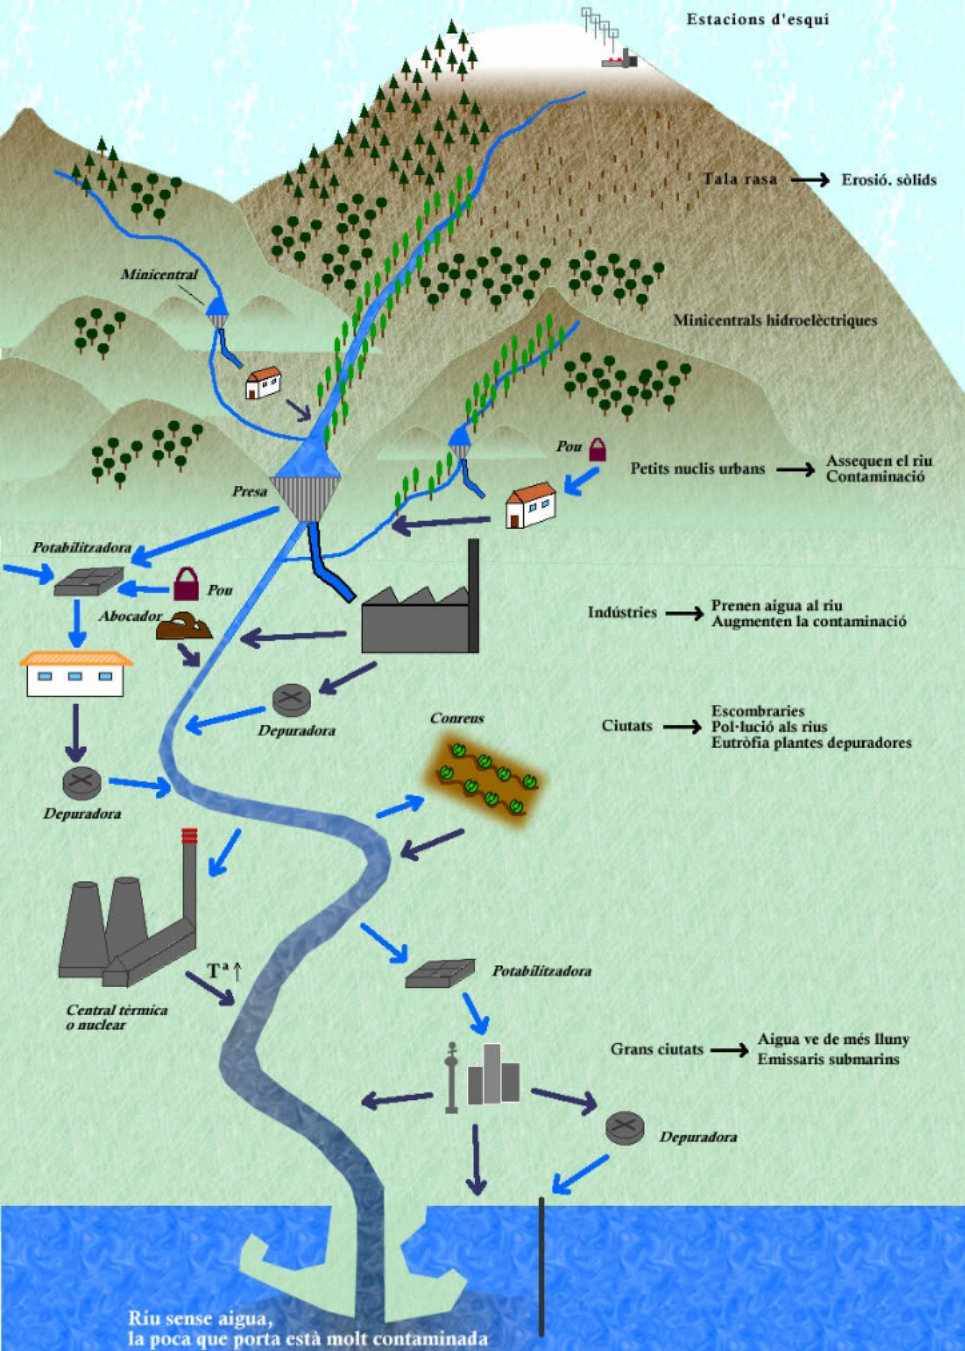 Estacions d'esqui
Tala rasa
Erosió. sòlids
Minicentral
Minicentrals hidroelèctriques
Pou
Petits nuclis urbans
Assequen el riu
Contaminació
Presa
Potabilitzadora
Pou
Abocador
Indústries
Prenen aigua al riu
Augmenten la contaminació
Depuradora
Conreus
Ciutats
Escombraries
Pol·lució als rius
Eutròfia plantes depuradores
Depuradora
Tª↑
Potabilitzadora
Central tèrmica
o nuclear
Grans ciutats
Aigua ve de més lluny
Emissaris submarins
Depuradora
Riu sense aigua,
la poca que porta està molt contaminada